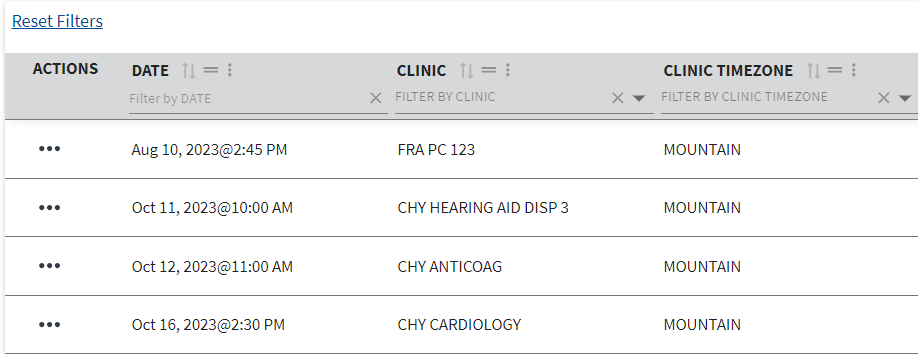 Reset Filters
ACTIONS DATE CLINIC CLINIC TIMEZONE
Filter by DATE FILTER BY CLINIC FILTER BY CLINIC TIMEZONE
Aug 10, 2023@2:45 PM FRA PC 123 MOUNTAIN
Oct 11, 2023@10:00 AM CHY HEARING AID DISP 3 MOUNTAIN
Oct 12, 2023@11:00 AM CHY ANTICOAG MOUNTAIN
Oct 16, 2023@2:30 PM CHY CARDIOLOGY MOUNTAIN